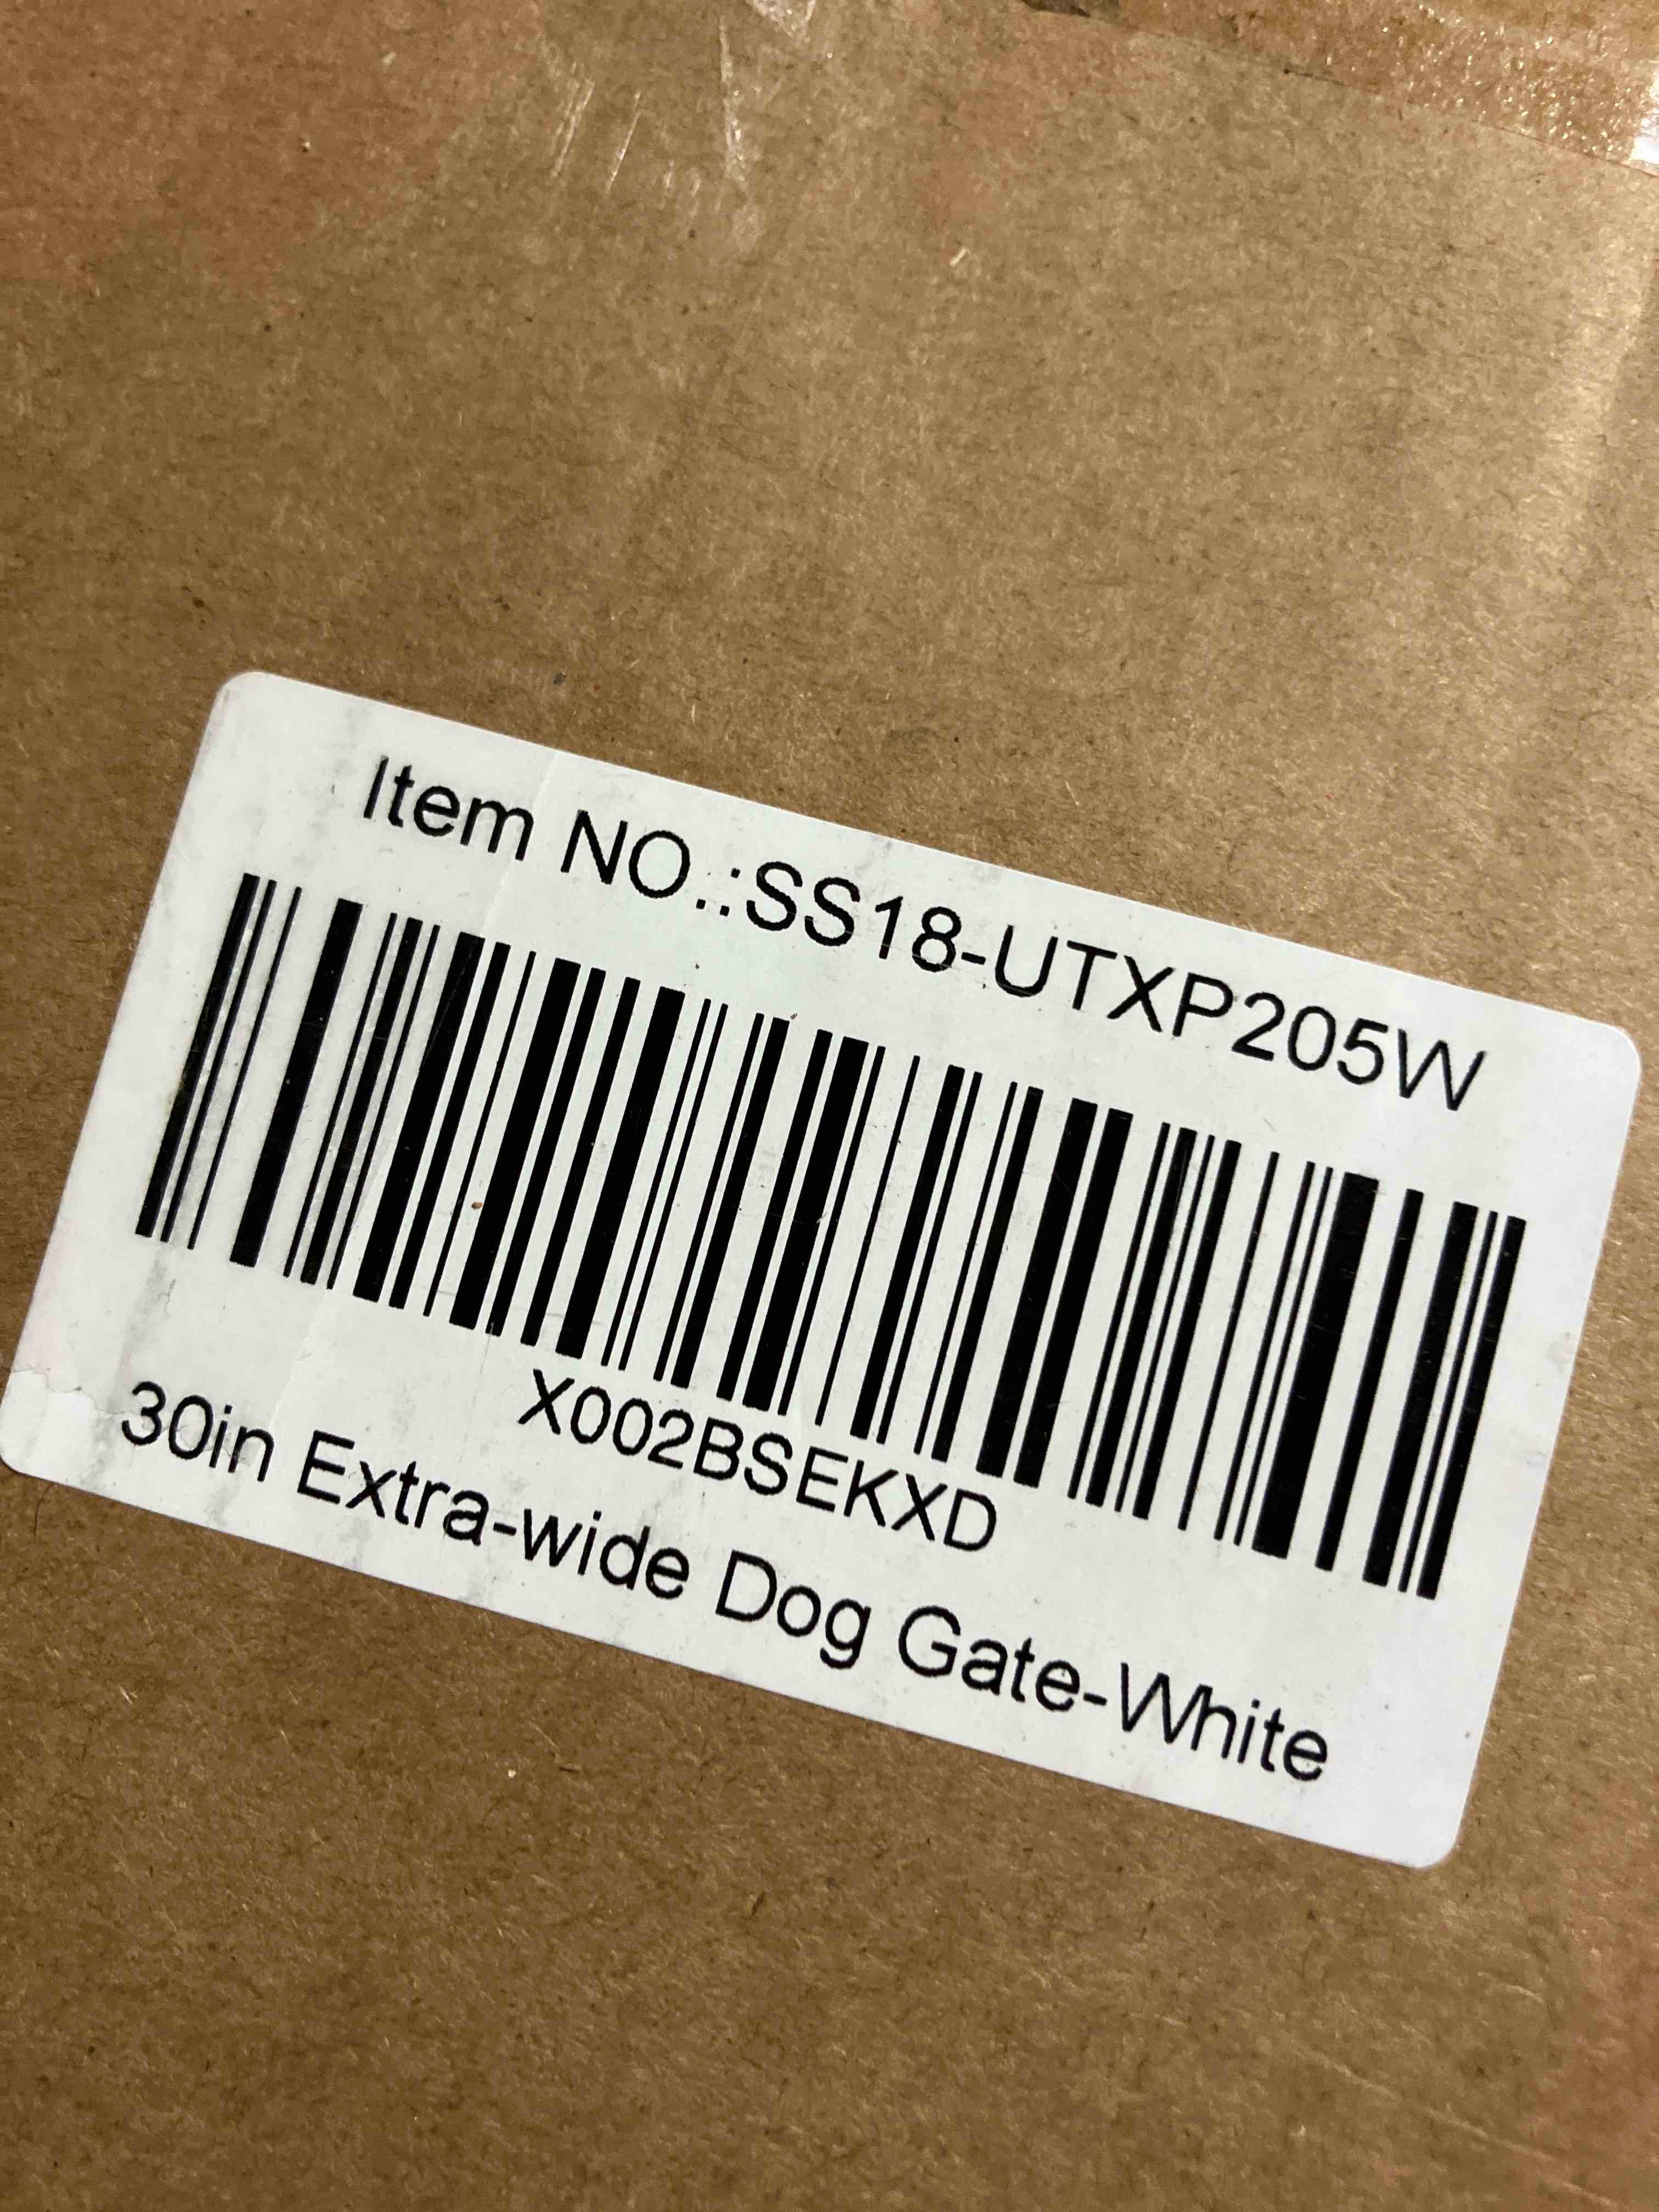 Item NO.:SS18-UTXP205W
X002BSEKXD
30in Extra-wide Dog Gate-White